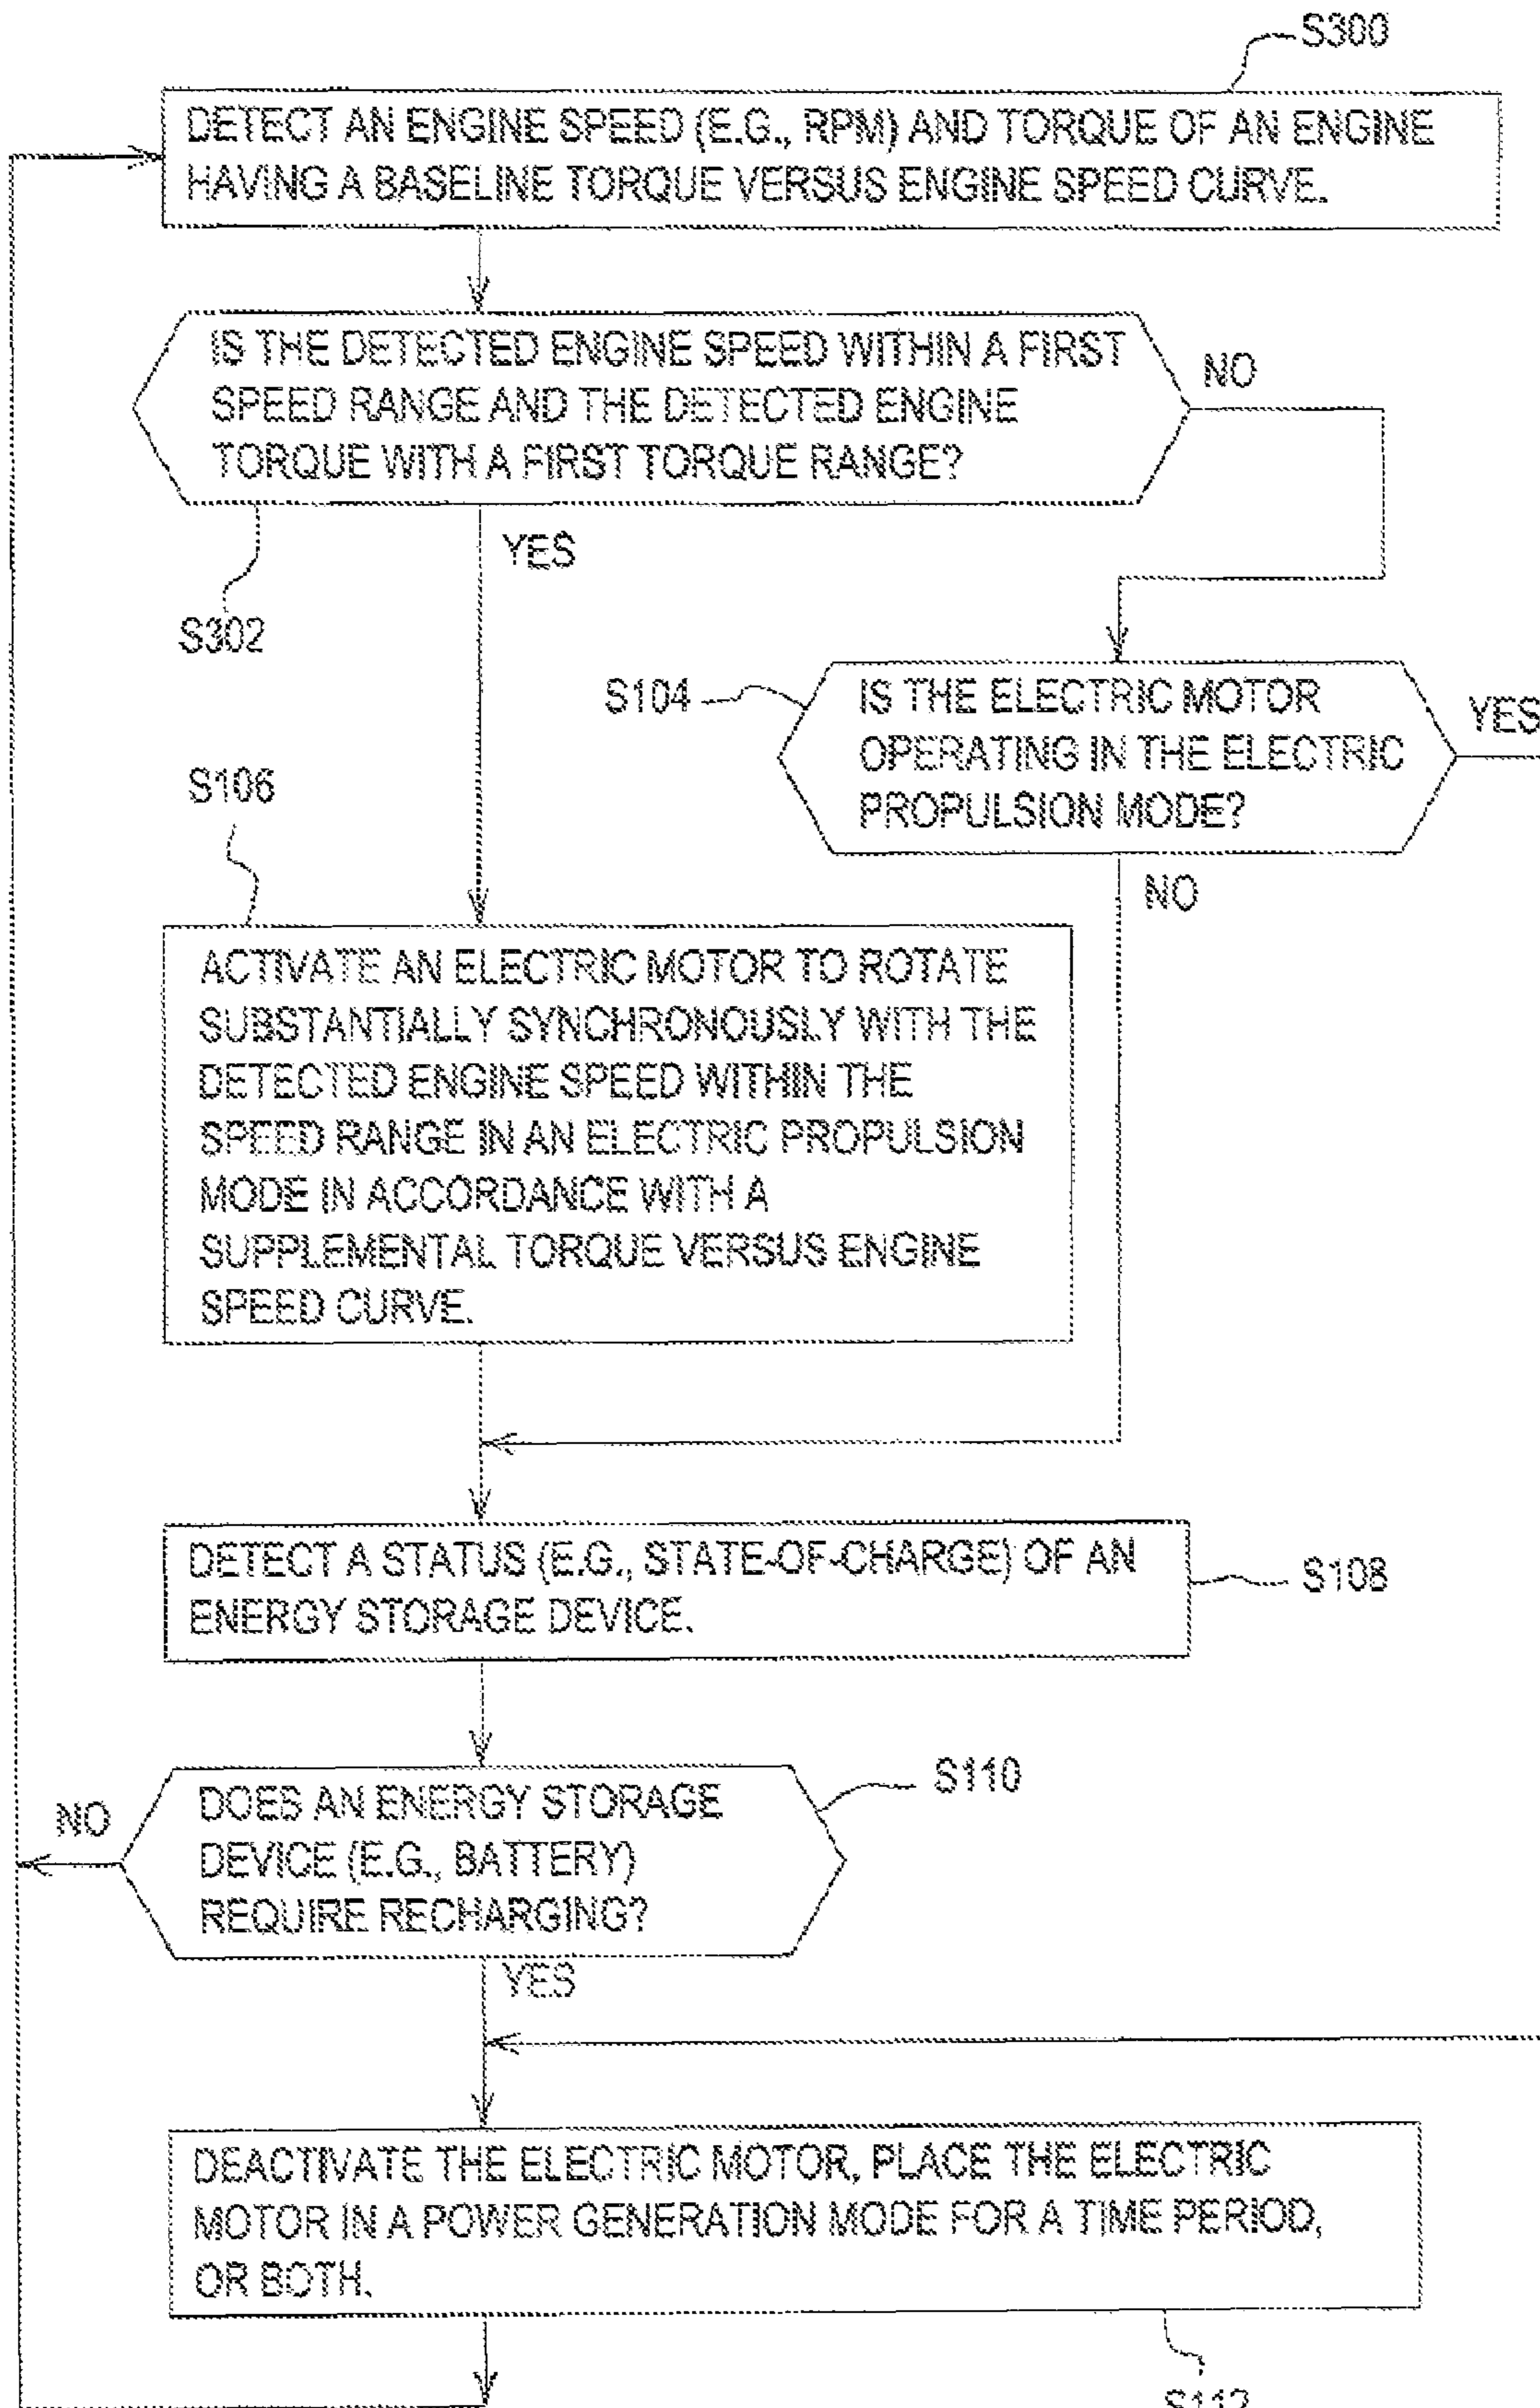 S300
DETECT AN ENGINE SPEED (E.G., RPM) AND TORQUE OF AN ENGINE
HAVING A BASELINE TORQUE VERSUS ENGINE SPEED CURVE.
IS THE DETECTED ENGINE SPEED WITHIN A FIRST
SPEED RANGE AND THE DETECTED ENGINE
TORQUE WITH A FIRST TORQUE RANGE?
NO
YES
S302
S104
IS THE ELECTRIC MOTOR
OPERATING IN THE ELECTRIC
PROPULSION MODE?
YES
NO
S106
ACTIVATE AN ELECTRIC MOTOR TO ROTATE
SUBSTANTIALLY SYNCHRONOUSLY WITH THE
DETECTED ENGINE SPEED WITHIN THE
SPEED RANGE IN AN ELECTRIC PROPULSION
MODE IN ACCORDANCE WITH A
SUPPLEMENTAL TORQUE VERSUS ENGINE
SPEED CURVE.
DETECT A STATUS (E.G., STATE-OF-CHARGE) OF AN
ENERGY STORAGE DEVICE.
S108
DOES AN ENERGY STORAGE
DEVICE (E.G., BATTERY)
REQUIRE RECHARGING?
S110
NO
YES
DEACTIVATE THE ELECTRIC MOTOR, PLACE THE ELECTRIC
MOTOR IN A POWER GENERATION MODE FOR A TIME PERIOD,
OR BOTH.
S112